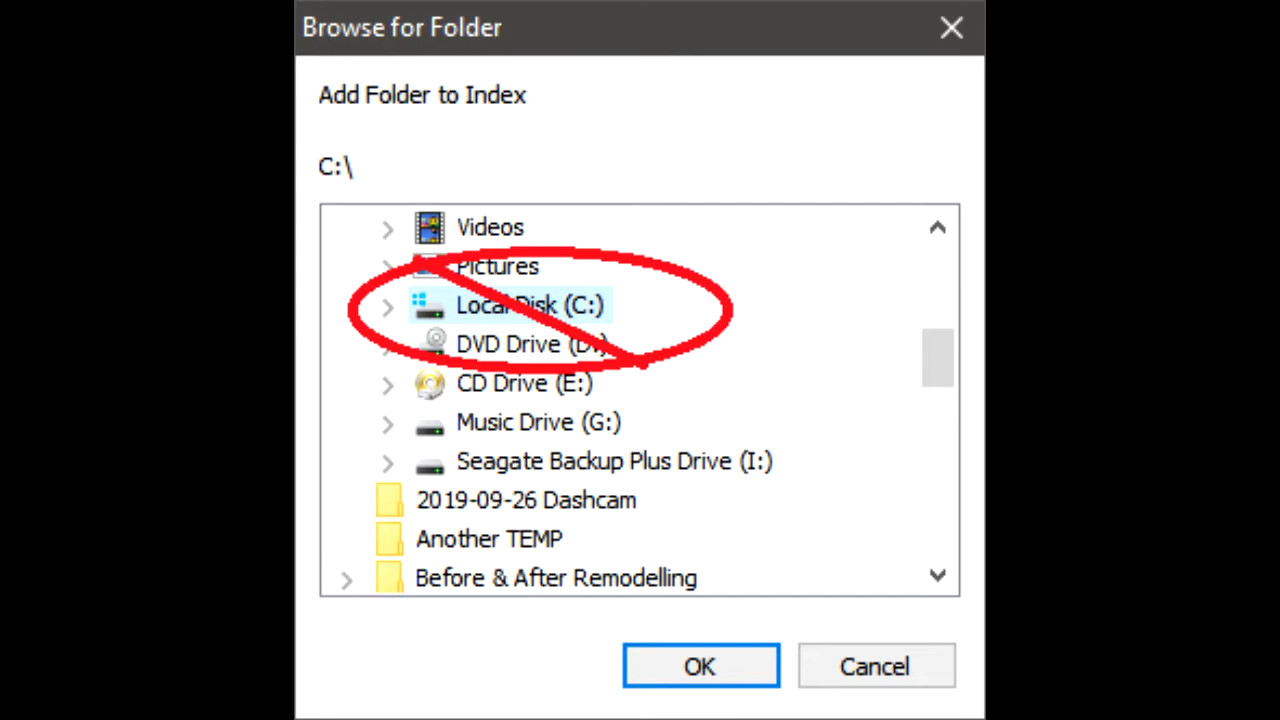 Browse for Folder
Add Folder to Index
C:\
Videos
Pictures
Local Disk (C:)
DVD Drive (D:)
CD Drive (E:)
Music Drive (G:)
Seagate Backup Plus Drive (I:)
2019-09-26 Dashcam
Another TEMP
Before & After Remodelling
OK Cancel